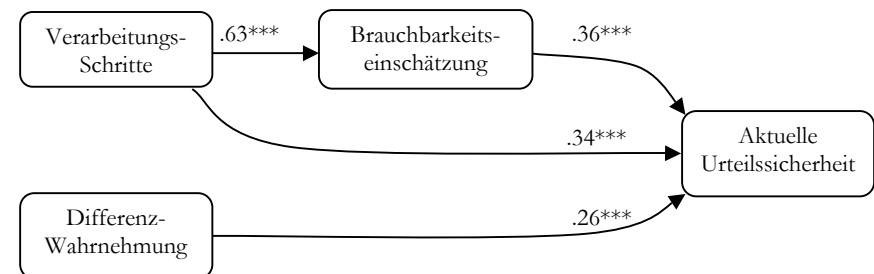 Verarbeitungs-
Schritte
.63***
Brauchbarkeits-
einschätzung
.36***
.34***
Aktuelle
Urteilssicherheit
Differenz-
Wahrnehmung
.26***